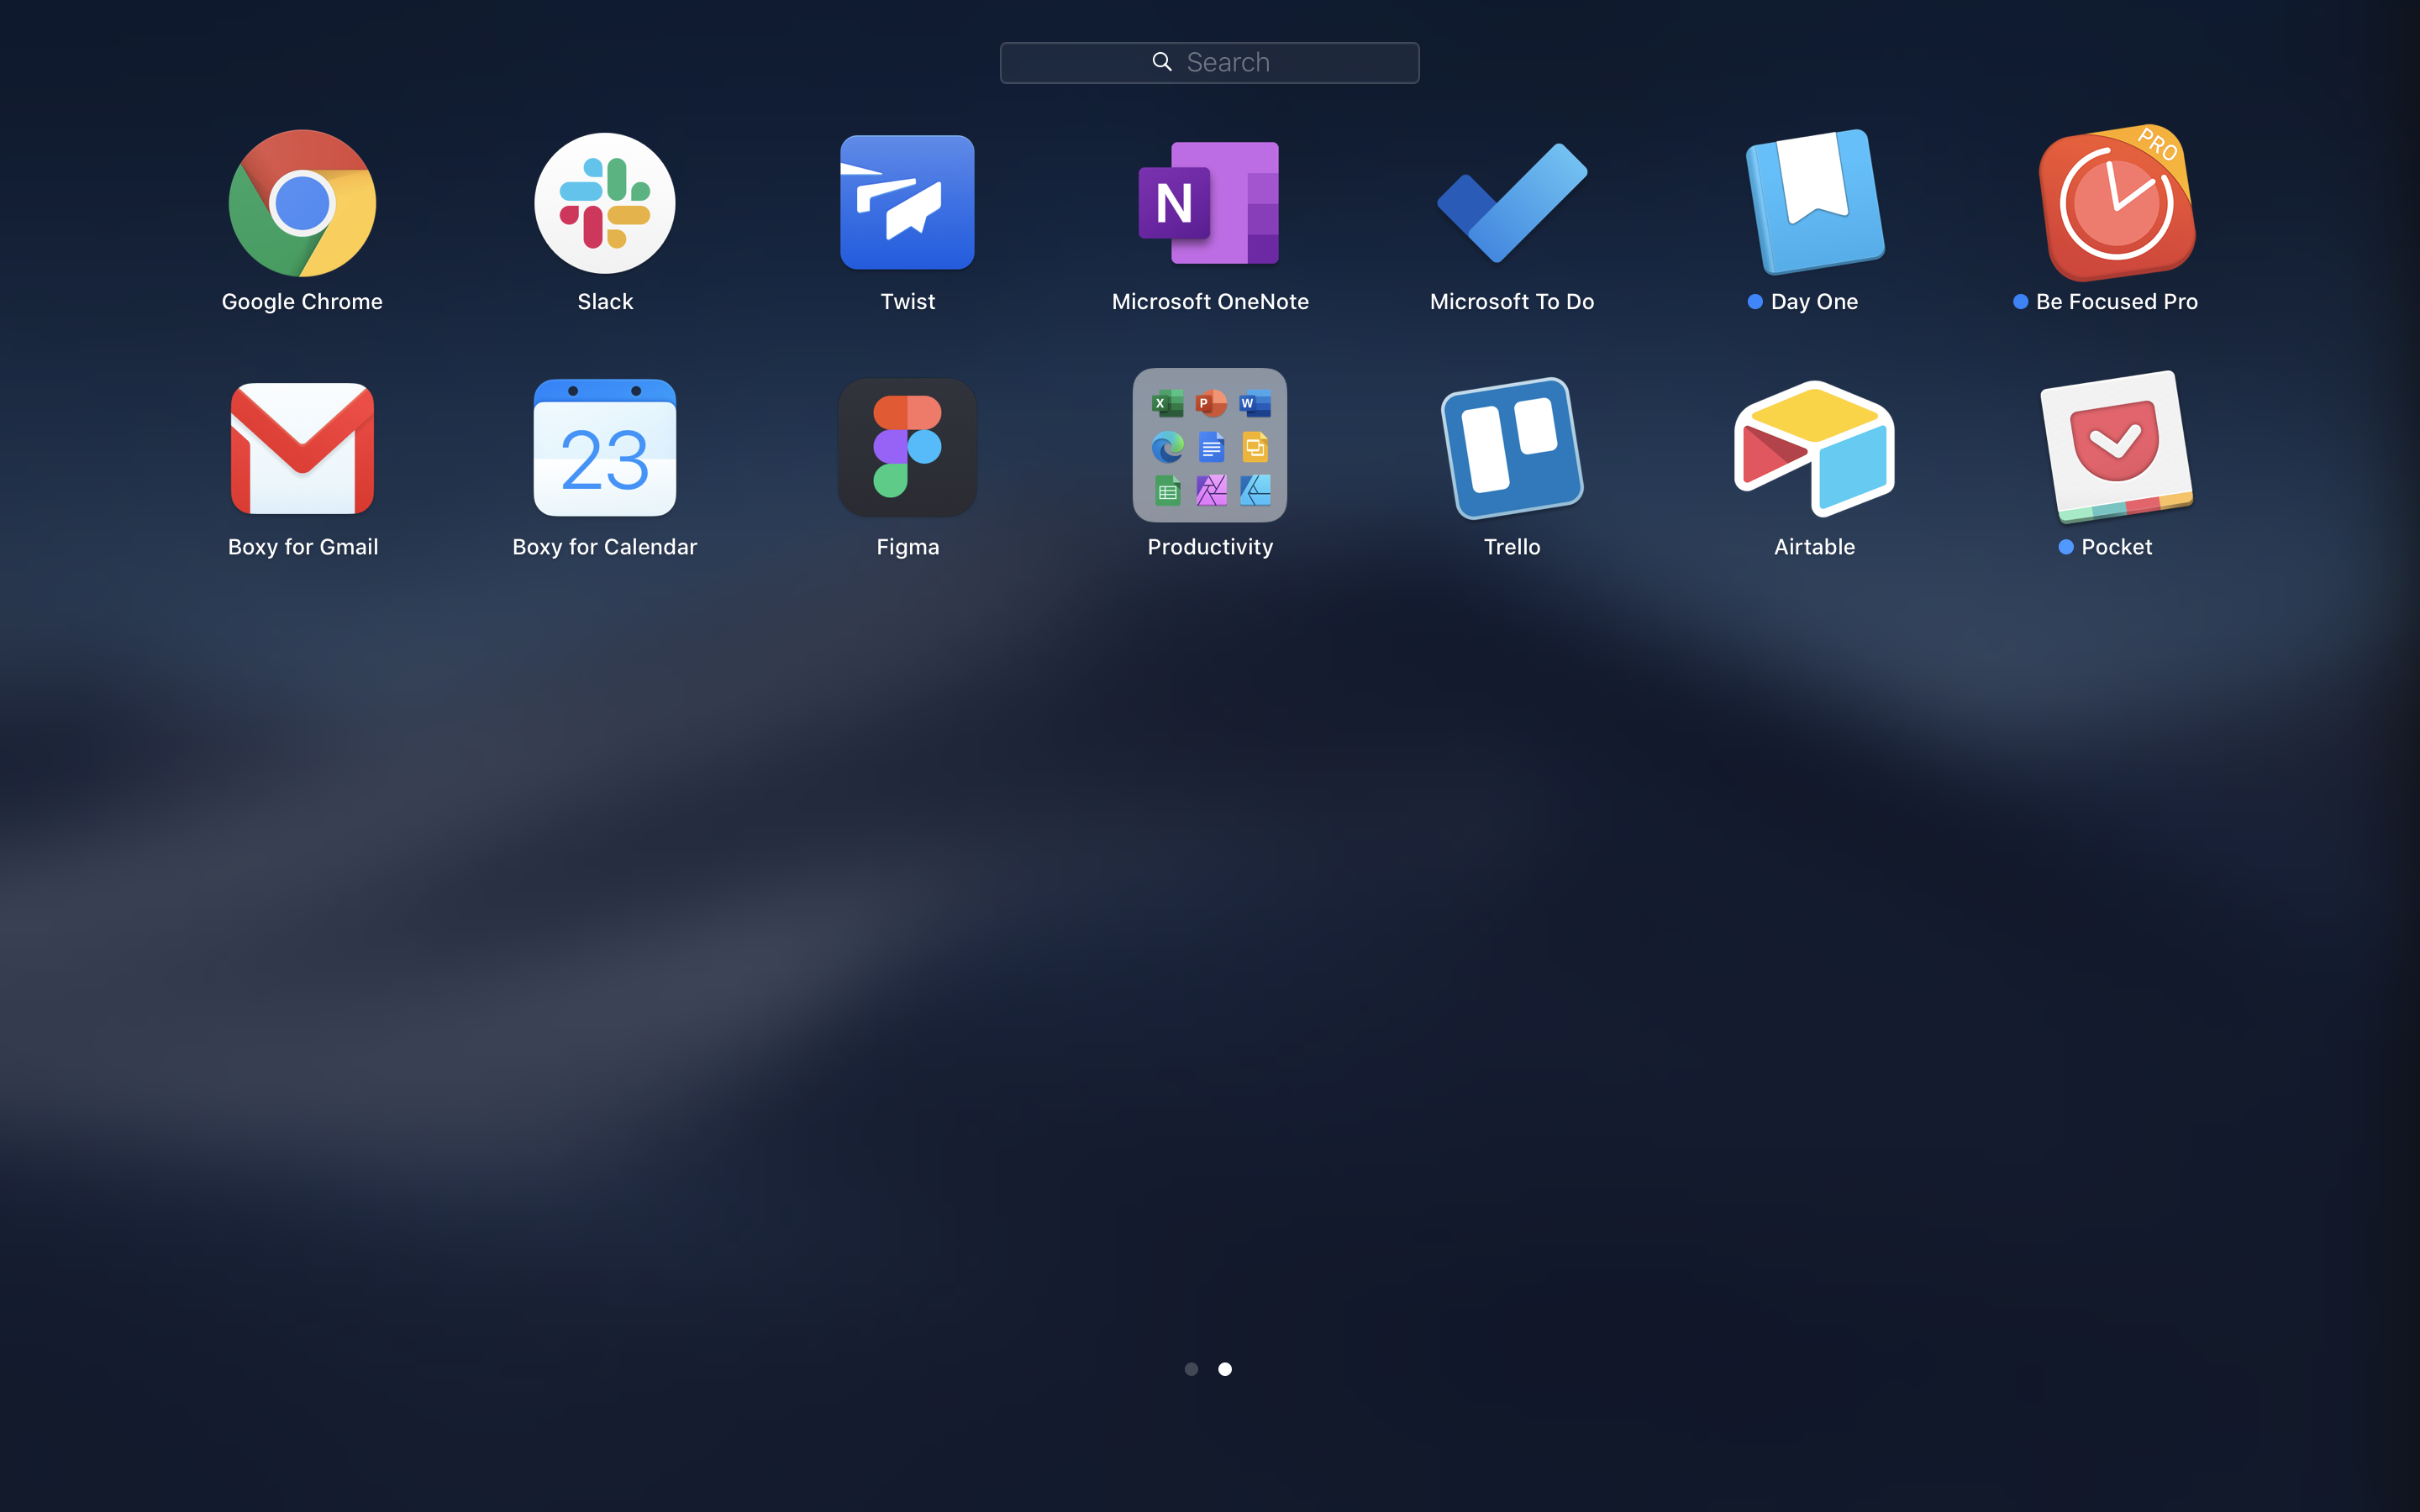 Search
PRO
N
Google Chrome
Slack
Twist
Microsoft OneNote
Microsoft To Do
Day One
Be Focused Pro
23
X
P
W
Boxy for Gmail
Boxy for Calendar
Figma
Productivity
Trello
Airtable
Pocket